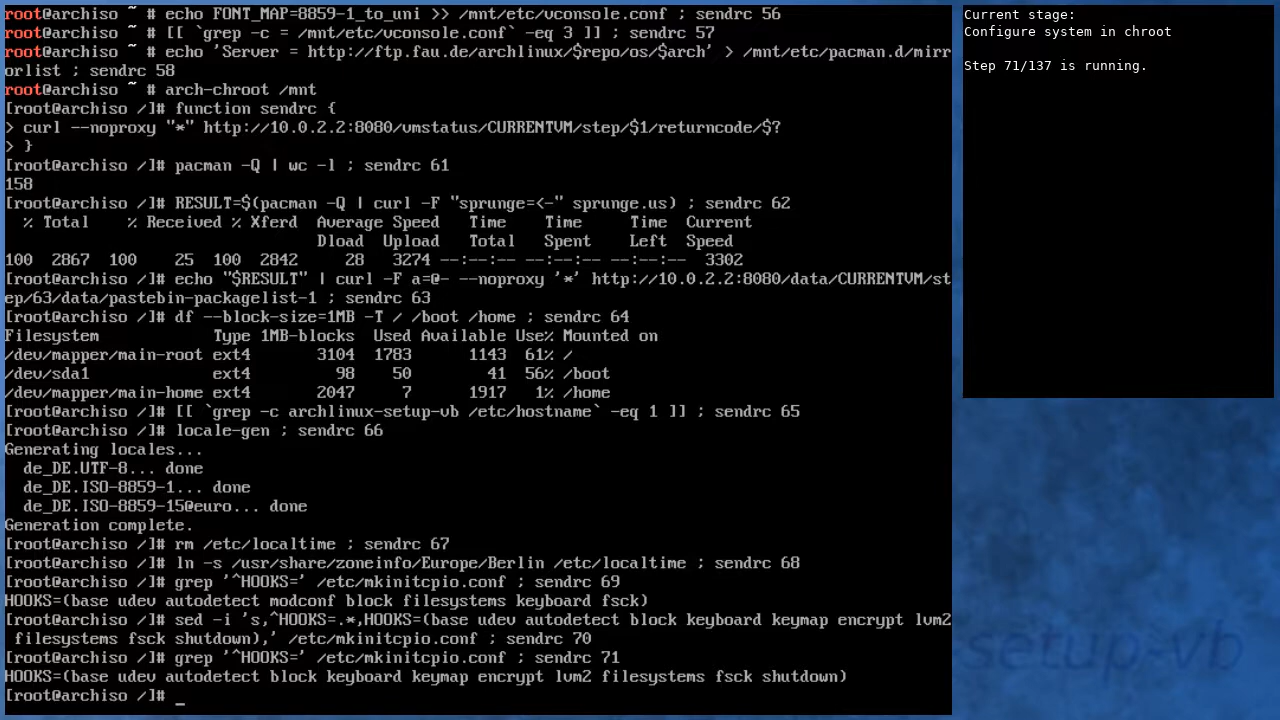 root@archiso ~ # echo FONT_MAP=8859-1_to_uni >> /mnt/etc/vconsole.conf ; sendrc 56
root@archiso ~ # [[ `grep -c = /mnt/etc/vconsole.conf` -eq 3 ]] ; sendrc 57
root@archiso ~ # echo 'Server = http://ftp.fau.de/archlinux/$repo/os/$arch' > /mnt/etc/pacman.d/mirr
orlist ; sendrc 58
root@archiso ~ # arch-chroot /mnt
[root@archiso /]# function sendrc {
> curl --noproxy "*" http://10.0.2.2:8080/vmstatus/CURRENTVM/step/$1/returncode/$?
> }
[root@archiso /]# pacman -Q | wc -l ; sendrc 61
158
[root@archiso /]# RESULT=$(pacman -Q | curl -F "sprunge=<-" sprunge.us) ; sendrc 62
  % Total    % Received % Xferd  Average Speed   Time    Time     Time  Current
                                 Dload  Upload   Total   Spent    Left  Speed
100  2867  100    25  100  2842     28   3274 --:--:-- --:--:-- --:--:--  3302
[root@archiso /]# echo "$RESULT" | curl -F a=@- --noproxy '*' http://10.0.2.2:8080/data/CURRENTVM/st
ep/63/data/pastebin-packagelist-1 ; sendrc 63
[root@archiso /]# df --block-size=1MB -T / /boot /home ; sendrc 64
Filesystem            Type 1MB-blocks  Used Available Use% Mounted on
/dev/mapper/main-root ext4       3104  1783      1143  61% /
/dev/sda1             ext4         98    50        41  56% /boot
/dev/mapper/main-home ext4       2047     7      1917   1% /home
[root@archiso /]# [[ `grep -c archlinux-setup-vb /etc/hostname` -eq 1 ]] ; sendrc 65
[root@archiso /]# locale-gen ; sendrc 66
Generating locales...
  de_DE.UTF-8... done
  de_DE.ISO-8859-1... done
  de_DE.ISO-8859-15@euro... done
Generation complete.
[root@archiso /]# rm /etc/localtime ; sendrc 67
[root@archiso /]# ln -s /usr/share/zoneinfo/Europe/Berlin /etc/localtime ; sendrc 68
[root@archiso /]# grep '^HOOKS=' /etc/mkinitcpio.conf ; sendrc 69
HOOKS=(base udev autodetect modconf block filesystems keyboard fsck)
[root@archiso /]# sed -i 's,^HOOKS=.*,HOOKS=(base udev autodetect block keyboard keymap encrypt lvm2
 filesystems fsck shutdown),' /etc/mkinitcpio.conf ; sendrc 70
[root@archiso /]# grep '^HOOKS=' /etc/mkinitcpio.conf ; sendrc 71
HOOKS=(base udev autodetect block keyboard keymap encrypt lvm2 filesystems fsck shutdown)
[root@archiso /]# _
Current stage:
Configure system in chroot
Step 71/137 is running.
setup-vb